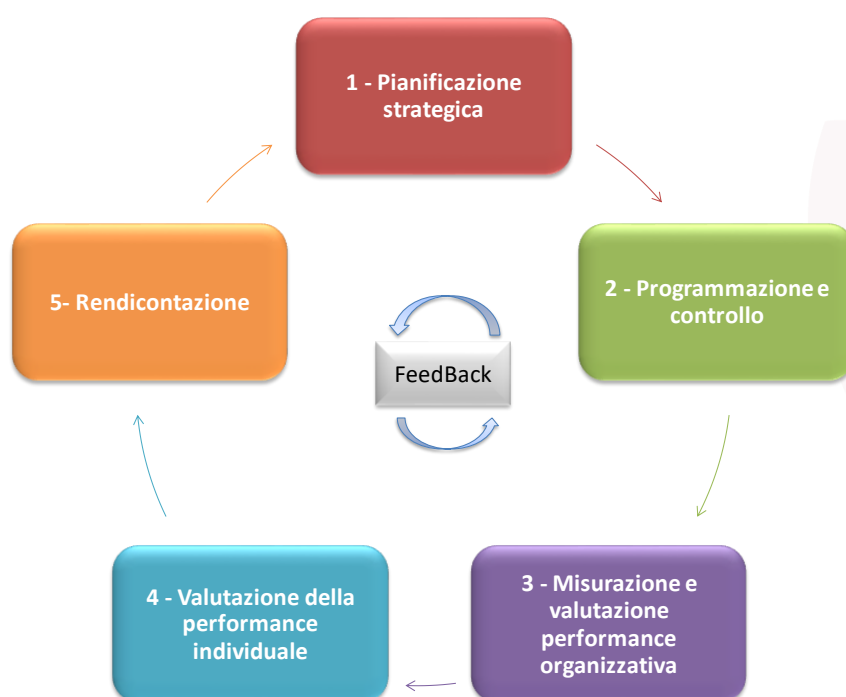 1 - Pianificazione
strategica
2 - Programmazione e
controllo
3 - Misurazione e
valutazione
performance
organizzativa
4 - Valutazione della
performance
individuale
5- Rendicontazione
FeedBack